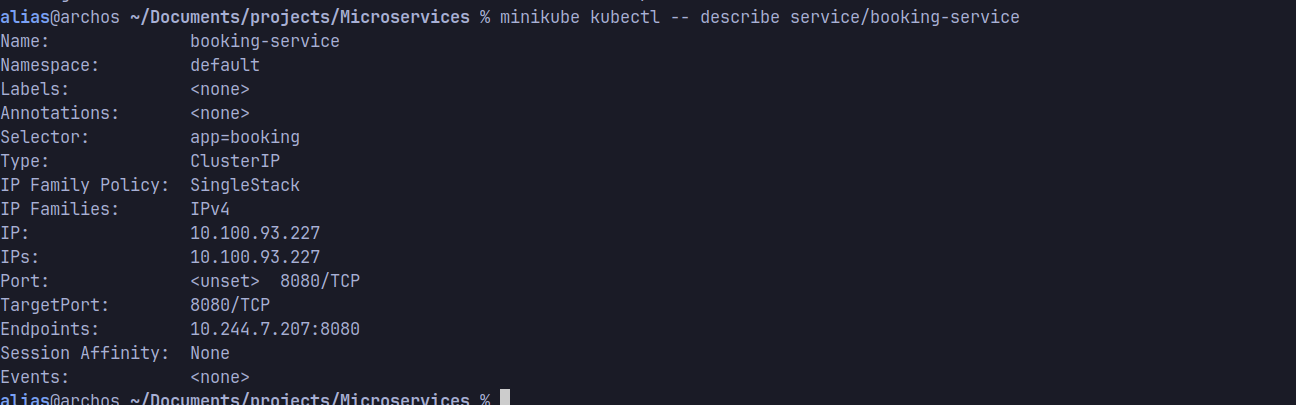 alias@archos ~/Documents/projects/Microservices % minikube kubectl -- describe service/booking-service
Name:              booking-service
Namespace:         default
Labels:            <none>
Annotations:       <none>
Selector:          app=booking
Type:              ClusterIP
IP Family Policy:  SingleStack
IP Families:       IPv4
IP:                10.100.93.227
IPs:               10.100.93.227
Port:              <unset>  8080/TCP
TargetPort:        8080/TCP
Endpoints:         10.244.7.207:8080
Session Affinity:  None
Events:            <none>
alias@archos ~/Documents/projects/Microservices %